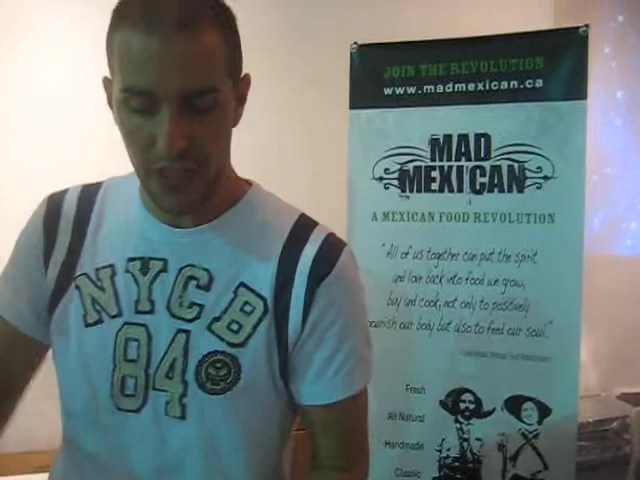 JOIN THE REVOLUTION
www.madmexican.ca
MAD
MEXICAN
A MEXICAN FOOD REVOLUTION
"All of us together can put the spirit
and love back into food we grow,
buy and cook, not only to positively
nourish our body but also to feed our soul."
Fresh
All Natural
Handmade
Classic
NYCB
84